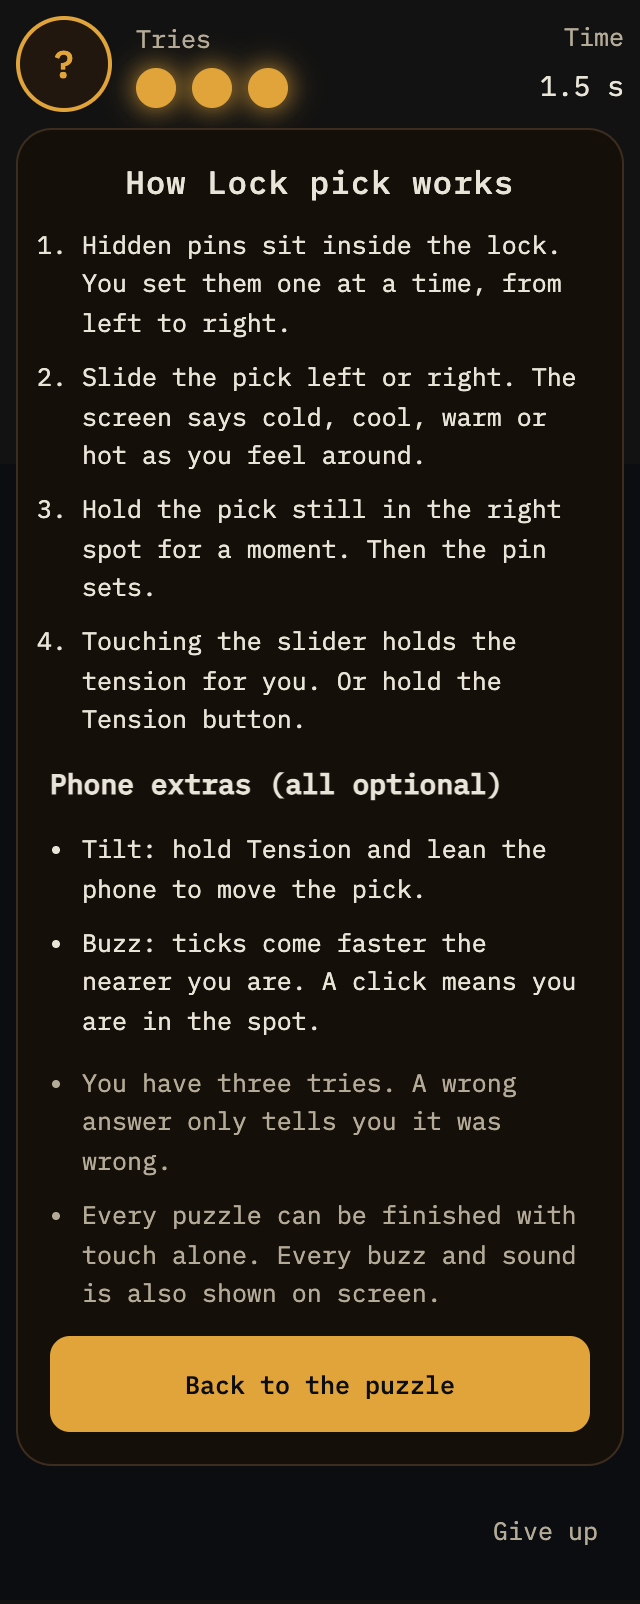 ?
Tries
Time
1.5 s
How Lock pick works
1. Hidden pins sit inside the lock.
You set them one at a time, from
left to right.
2. Slide the pick left or right. The
screen says cold, cool, warm or
hot as you feel around.
3. Hold the pick still in the right
spot for a moment. Then the pin
sets.
4. Touching the slider holds the
tension for you. Or hold the
Tension button.
Phone extras (all optional)
• Tilt: hold Tension and lean the
phone to move the pick.
• Buzz: ticks come faster the
nearer you are. A click means you
are in the spot.
• You have three tries. A wrong
answer only tells you it was
wrong.
• Every puzzle can be finished with
touch alone. Every buzz and sound
is also shown on screen.
Back to the puzzle
Give up